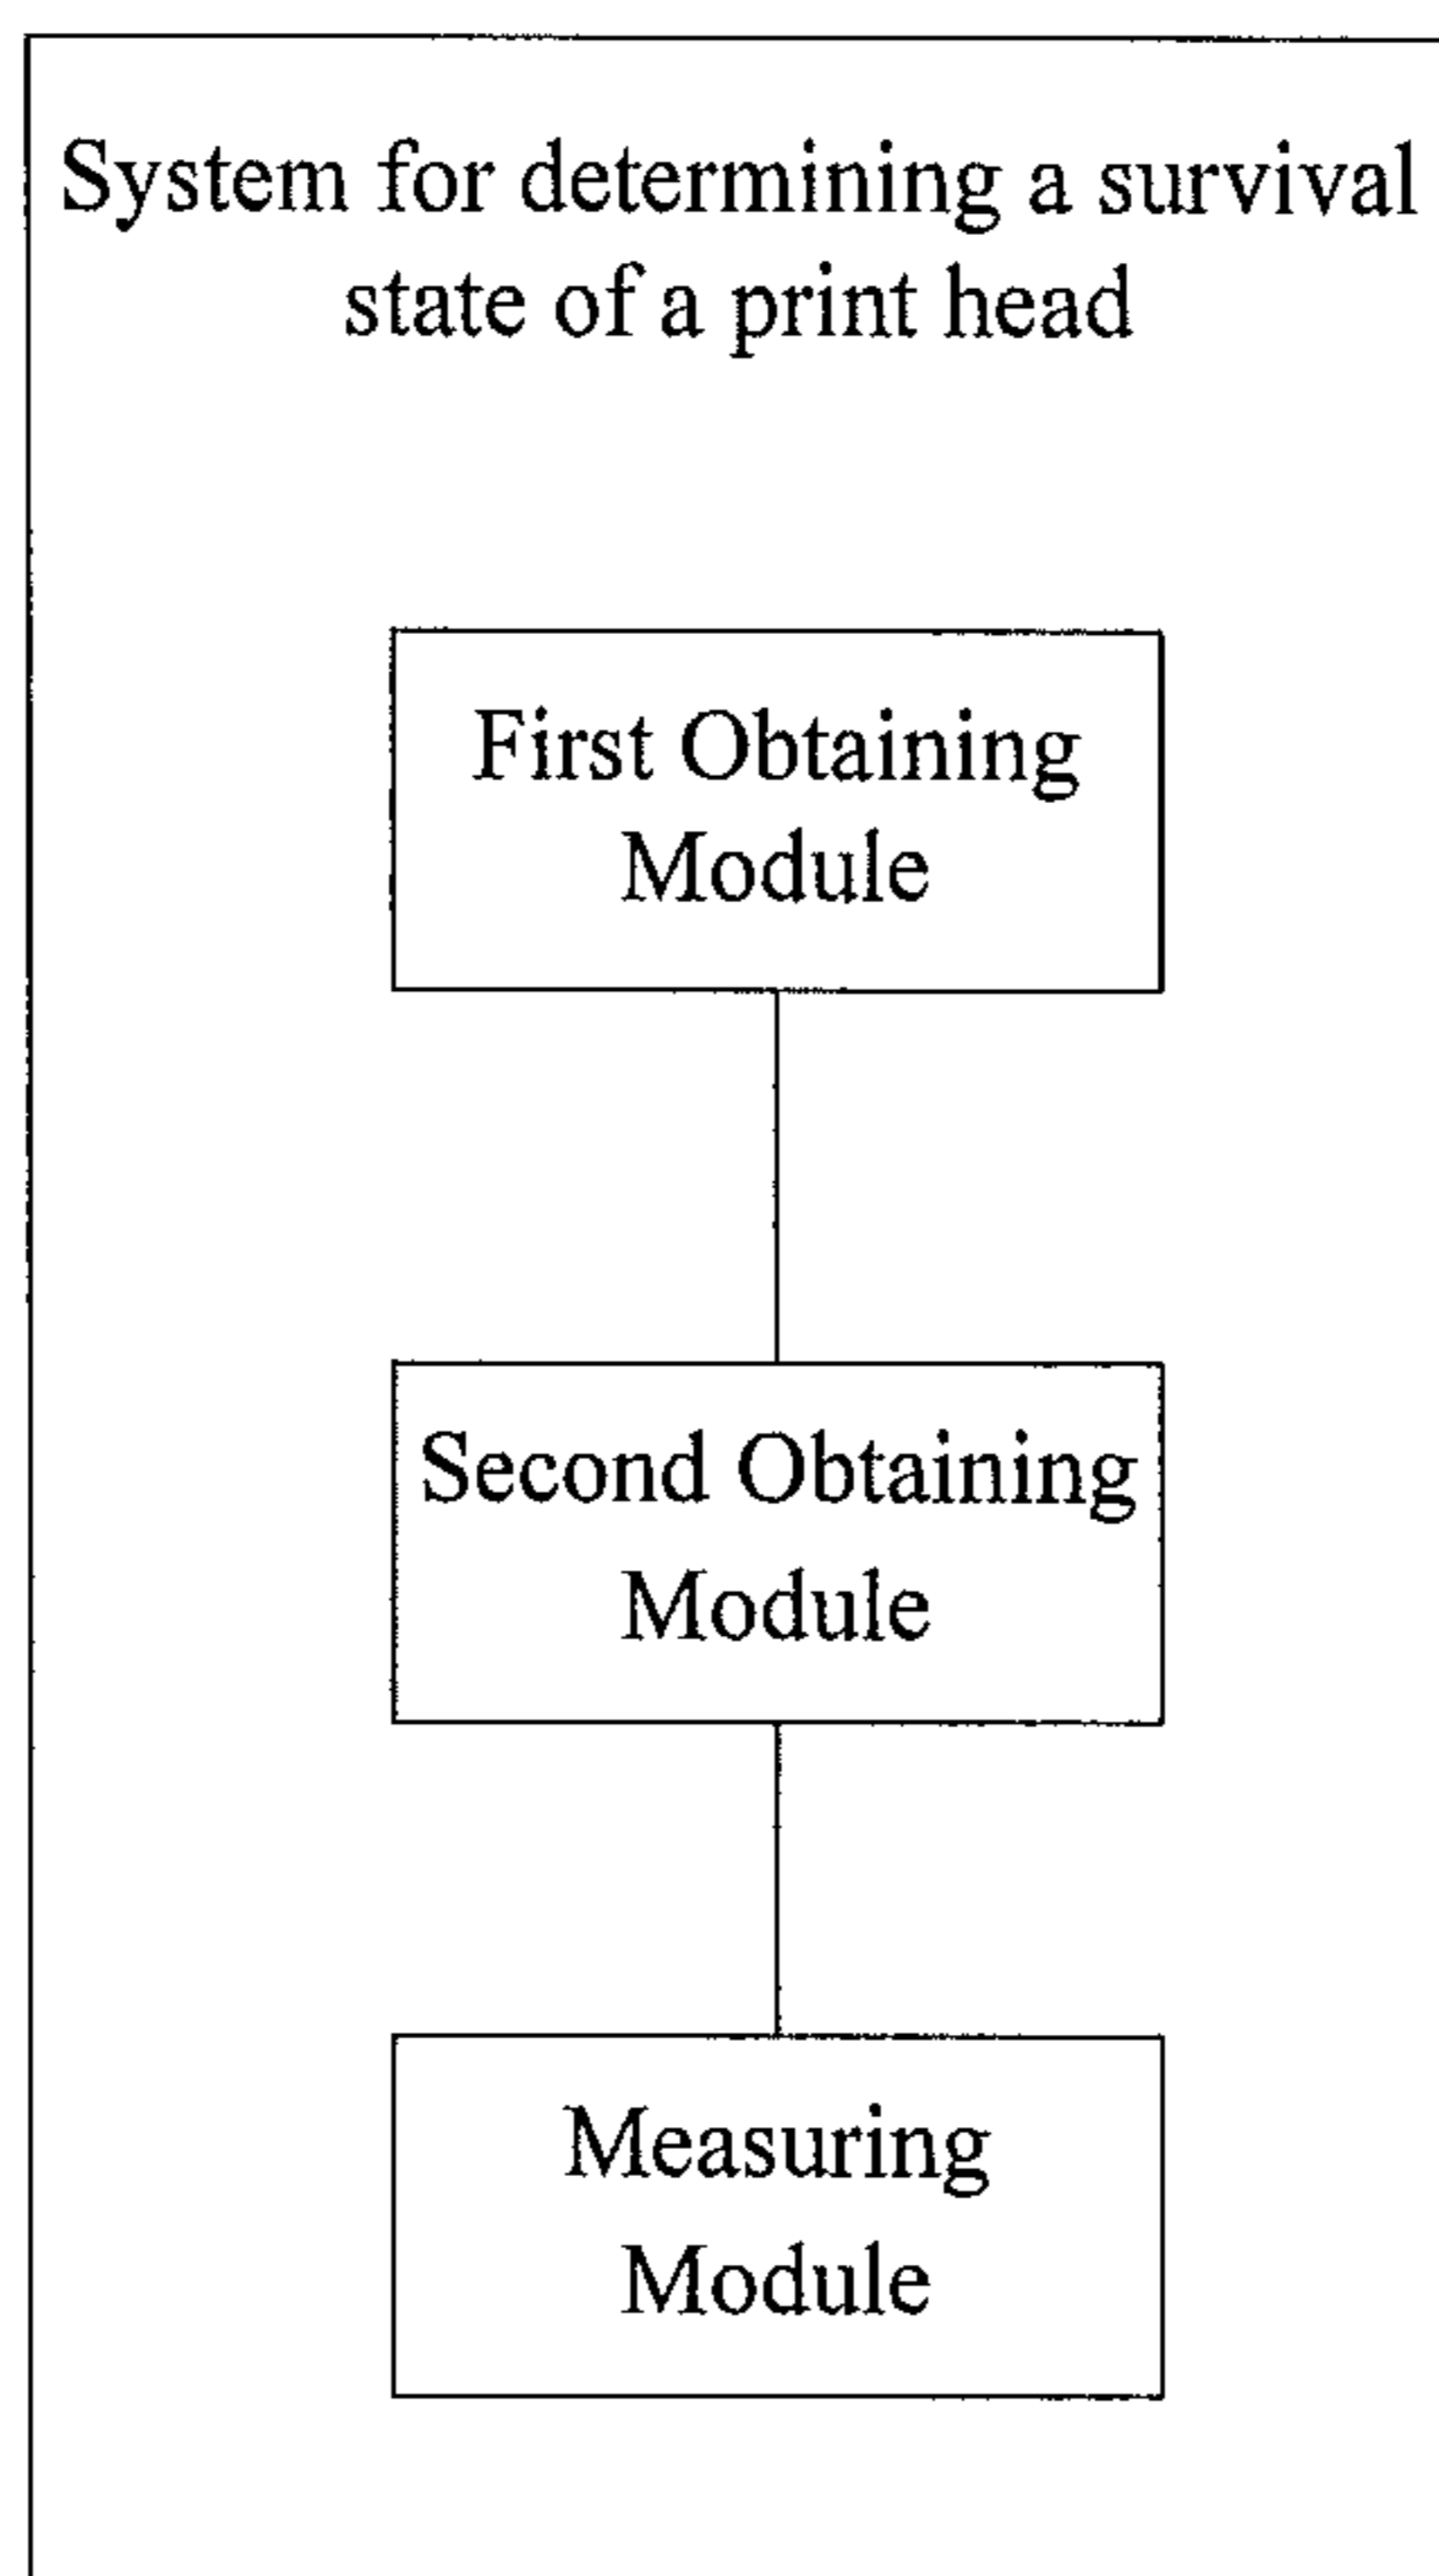 System for determining a survival
state of a print head
First Obtaining
Module
Second Obtaining
Module
Measuring
Module